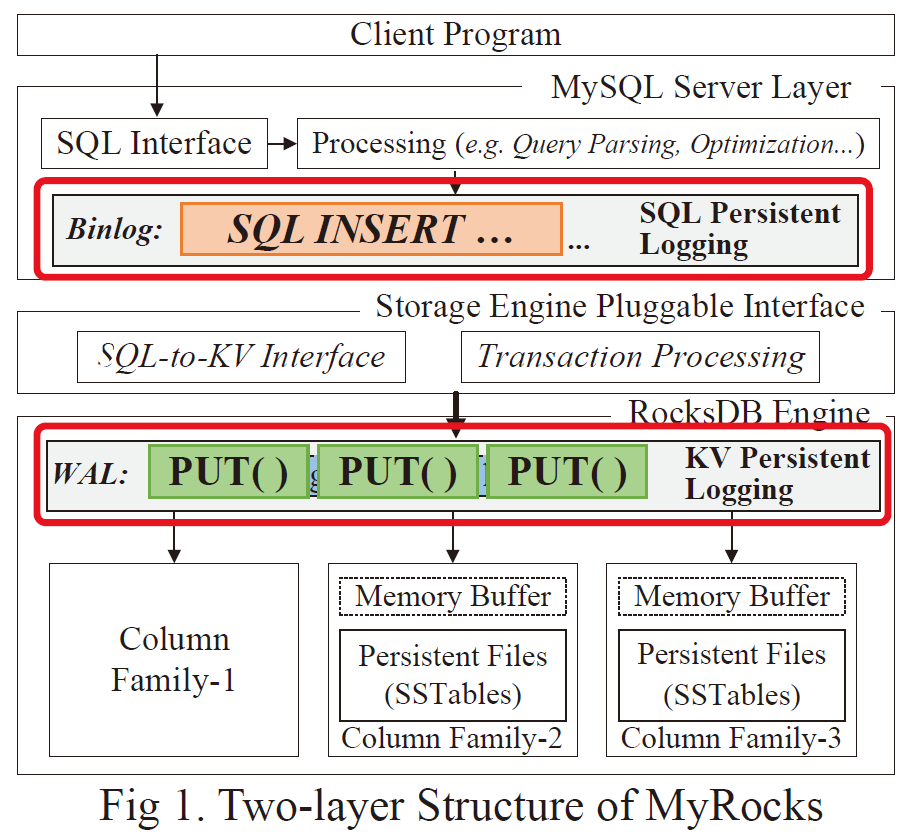 Client Program
MySQL Server Layer
SQL Interface
Processing (e.g. Query Parsing, Optimization...)
Binlog:
SQL INSERT …
...
SQL Persistent
Logging
Storage Engine Pluggable Interface
SQL-to-KV Interface
Transaction Processing
RocksDB Engine
WAL:
PUT( )
PUT( )
PUT( )
KV Persistent
Logging
Column
Family-1
Memory Buffer
Persistent Files
(SSTables)
Column Family-2
Memory Buffer
Persistent Files
(SSTables)
Column Family-3
Fig 1. Two-layer Structure of MyRocks